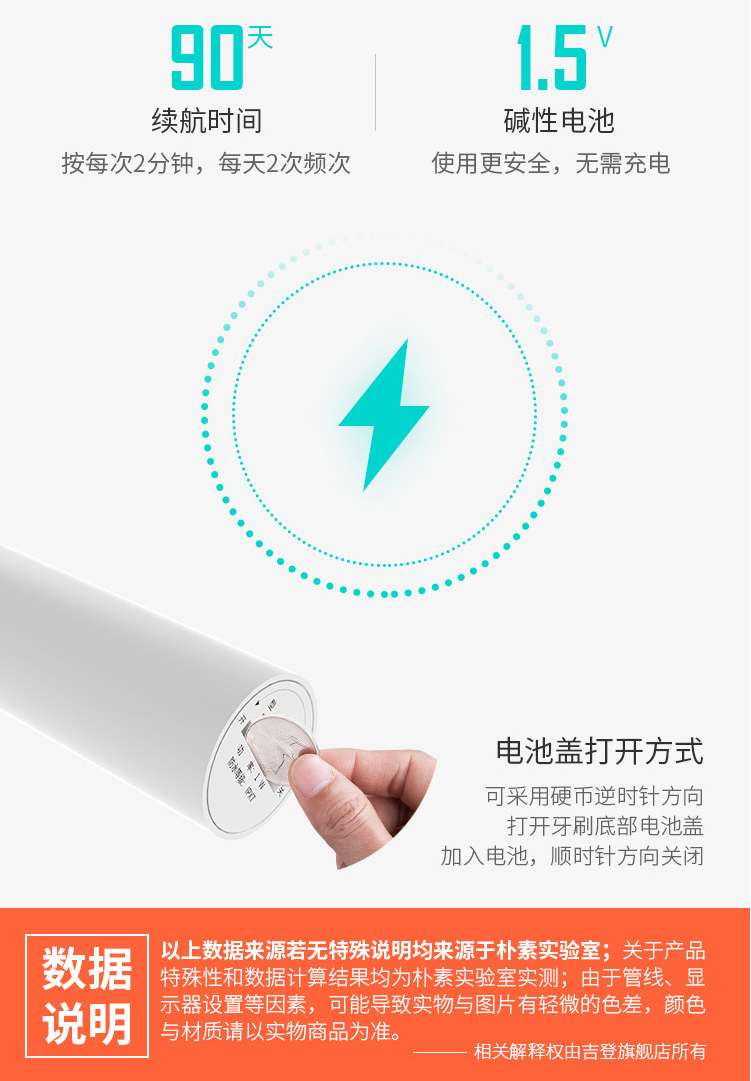 90天
续航时间
按每次2分钟，每天2次频次
1.5V
碱性电池
使用更安全，无需充电
电池盖打开方式
可采用硬币逆时针方向
打开牙刷底部电池盖
加入电池，顺时针方向关闭
数据
说明
以上数据来源若无特殊说明均来源于朴素实验室；关于产品
特殊性和数据计算结果均为朴素实验室实测；由于管线、显
示器设置等因素，可能导致实物与图片有轻微的色差，颜色
与材质请以实物商品为准。
相关解释权由吉登旗舰店所有